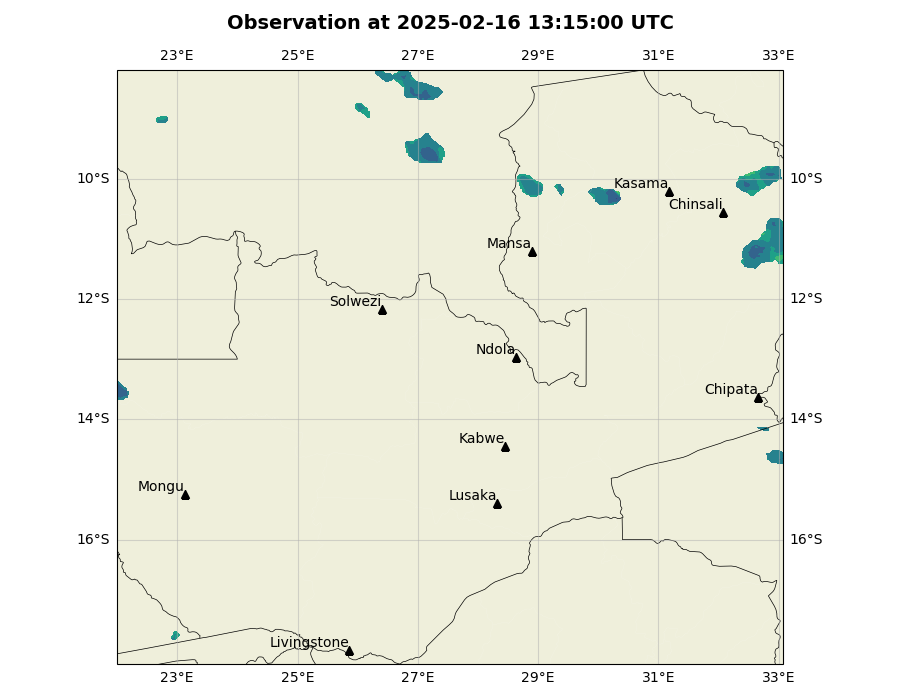 Observation at 2025-02-16 13:15:00 UTC
23°E 25°E 27°E 29°E 31°E 33°E
10°S Kasama 10°S
Chinsali
Mansa
12°S Solwezi 12°S
Ndola
Chipata
14°S 14°S
Kabwe
Mongu
Lusaka
16°S 16°S
Livingstone
23°E 25°E 27°E 29°E 31°E 33°E